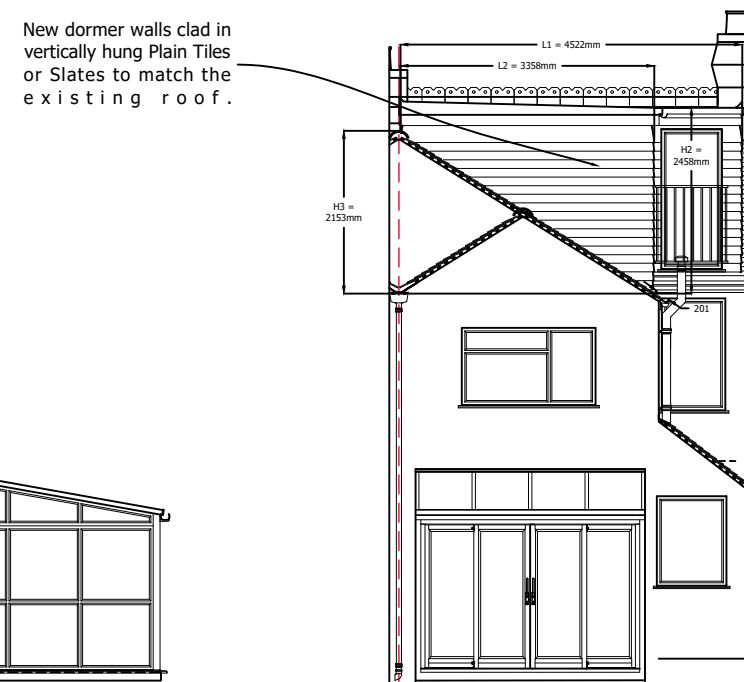 New dormer walls clad in
vertically hung Plain Tiles
or Slates to match the
existing roof.
L1 = 4522mm
L2 = 3358mm
H2 =
2458mm
H3 =
2153mm
201